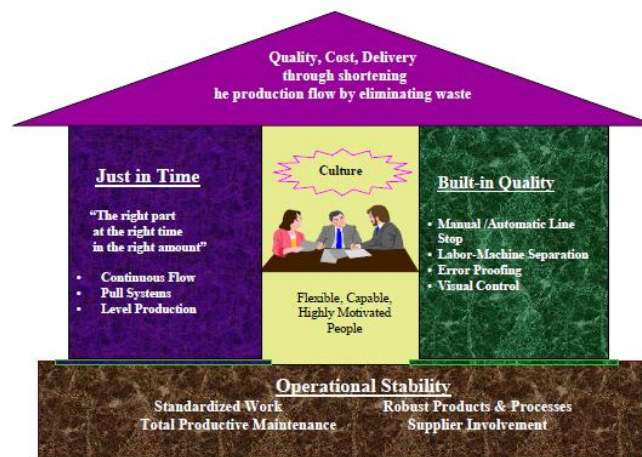 Quality, Cost, Delivery
through shortening
he production flow by eliminating waste
Just in Time
“The right part
at the right time
in the right amount”
• Continuous Flow
• Pull Systems
• Level Production
Culture
Flexible, Capable,
Highly Motivated
People
Built-in Quality
• Manual /Automatic Line
Stop
• Labor-Machine Separation
• Error Proofing
• Visual Control
Operational Stability
Standardized Work Robust Products & Processes
Total Productive Maintenance Supplier Involvement